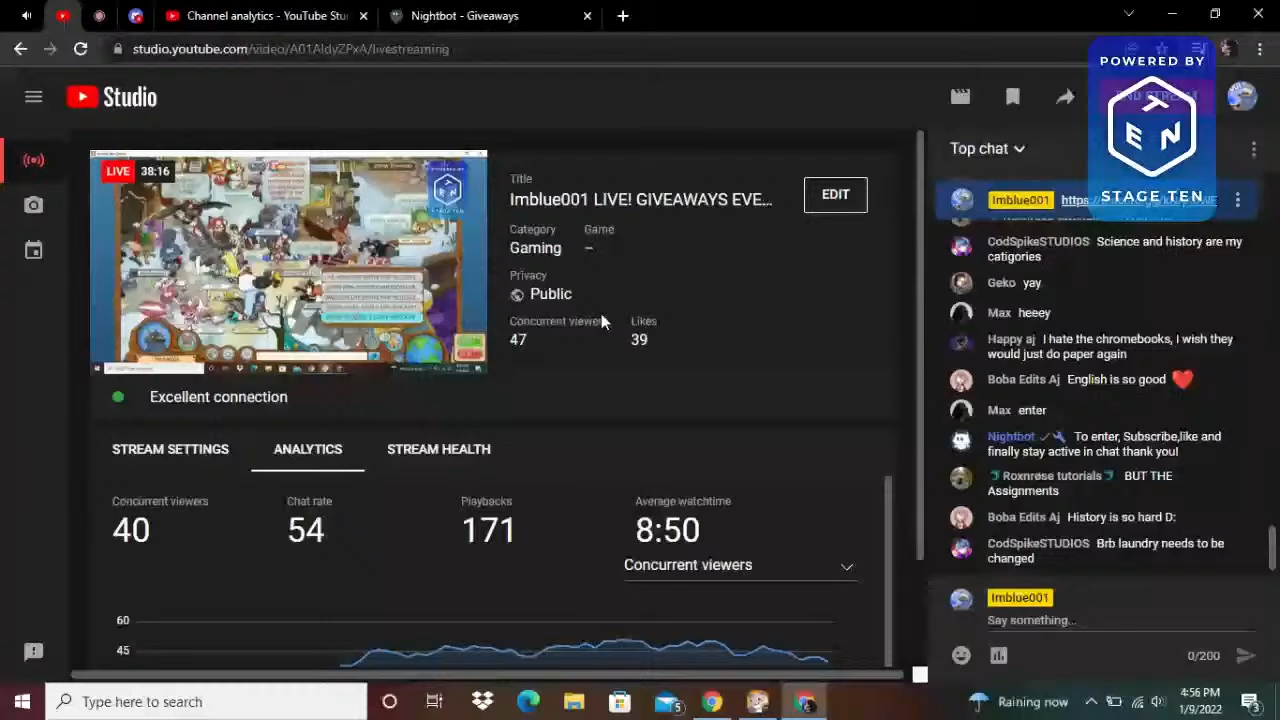 Channel analytics - YouTube Stu
Nightbot - Giveaways
studio.youtube.com/video/A01AldyZPxA/livestreaming
POWERED BY
TEN
STAGE TEN
Studio
END STREAM
Top chat
LIVE 38:16
Title
Imblue001 LIVE! GIVEAWAYS EVE...
EDIT
Category Game
Gaming –
Privacy
Public
Concurrent viewers Likes
47 39
Excellent connection
STREAM SETTINGS ANALYTICS STREAM HEALTH
Concurrent viewers Chat rate Playbacks Average watchtime
40 54 171 8:50
Concurrent viewers
60
45
Imblue001 https://
CodSpikeSTUDIOS Science and history are my
catigories
Geko yay
Max heeey
Happy aj I hate the chromebooks, I wish they
would just do paper again
Boba Edits Aj English is so good ❤️
Max enter
Nightbot To enter, Subscribe,like and
finally stay active in chat thank you!
Roxnrose tutorials BUT THE
Assignments
Boba Edits Aj History is so hard D:
CodSpikeSTUDIOS Brb laundry needs to be
changed
Imblue001
Say something...
0/200
Type here to search
5
Raining now
4:56 PM
1/9/2022
3